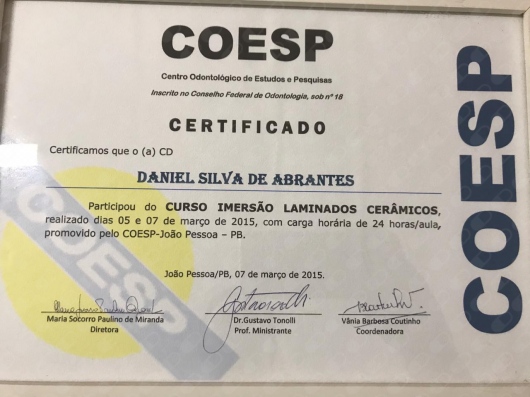 COESP
Centro Odontológico de Estudos e Pesquisas
Inscrito no Conselho Federal de Odontologia, sob nº 18
CERTIFICADO
Certificamos que o (a) CD
DANIEL SILVA DE ABRANTES
Participou do CURSO IMERSÃO LAMINADOS CERÂMICOS,
realizado dias 05 e 07 de março de 2015, com carga horária de 24 horas/aula,
promovido pelo COESP-João Pessoa – PB.
João Pessoa/PB, 07 de março de 2015.
Maria Socorro Paulino de Miranda
Diretora
Dr.Gustavo Tonolli
Prof. Ministrante
Vânia Barbosa Coutinho
Coordenadora
COESP
COESP